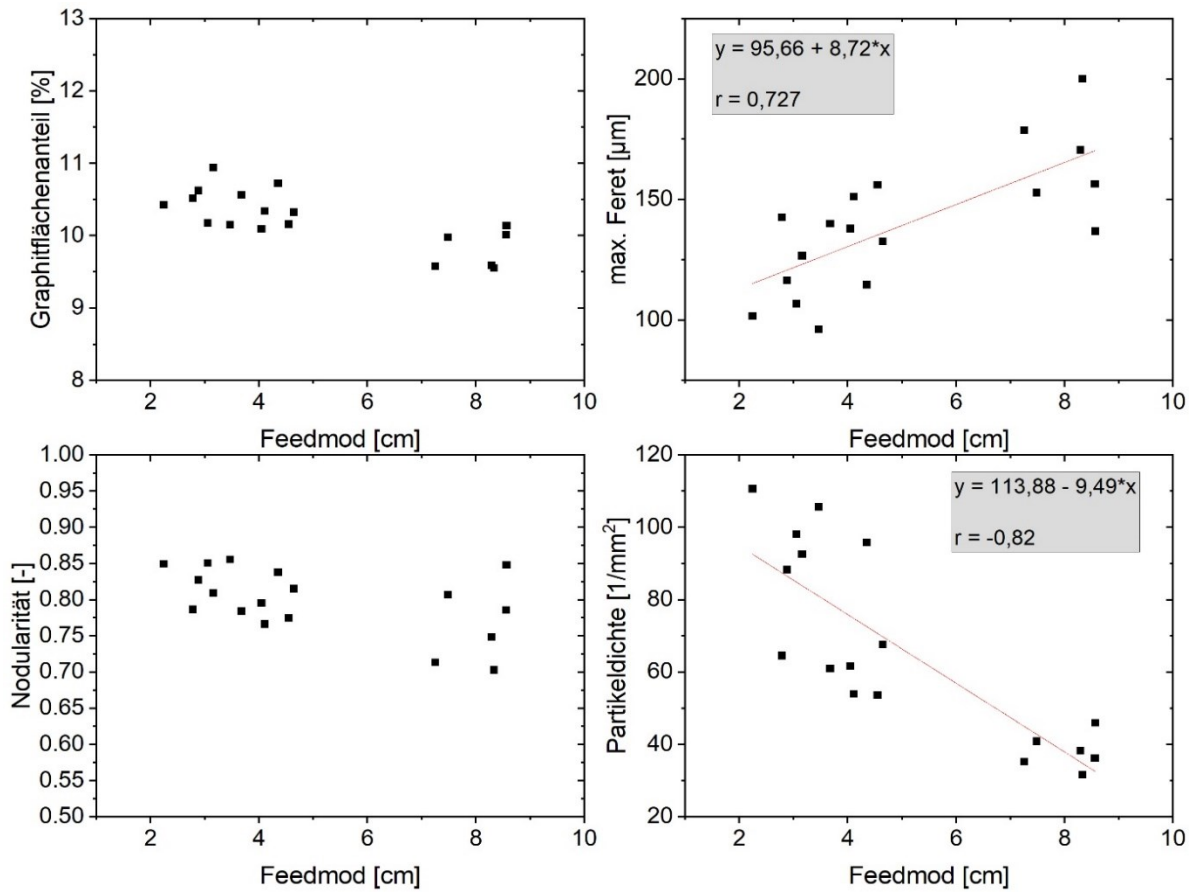 13
12
11
10
9
8
Graphitflächenanteil [%]
2 4 6 8 10
Feedmod [cm]
y = 95,66 + 8,72*x
r = 0,727
200
150
100
max. Feret [µm]
2 4 6 8 10
Feedmod [cm]
1.00
0.95
0.90
0.85
0.80
0.75
0.70
0.65
0.60
0.55
0.50
Nodularität [-]
2 4 6 8 10
Feedmod [cm]
y = 113,88 - 9,49*x
r = -0,82
120
100
80
60
40
20
Partikeldichte [1/mm²]
2 4 6 8 10
Feedmod [cm]